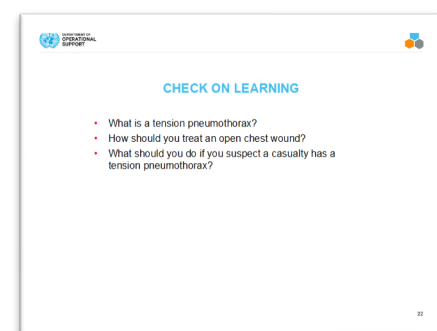 DEPARTMENT OF
OPERATIONAL
SUPPORT
CHECK ON LEARNING
• What is a tension pneumothorax?
• How should you treat an open chest wound?
• What should you do if you suspect a casualty has a
tension pneumothorax?
22